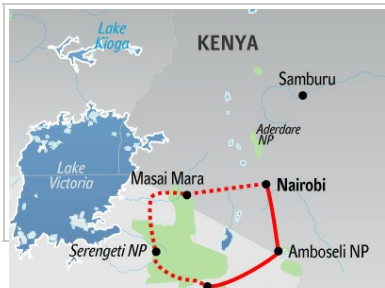 Lake
Kioga
KENYA
Samburu
Aderdare
NP
Lake
Victoria
Masai Mara
Nairobi
Serengeti NP
Amboseli NP